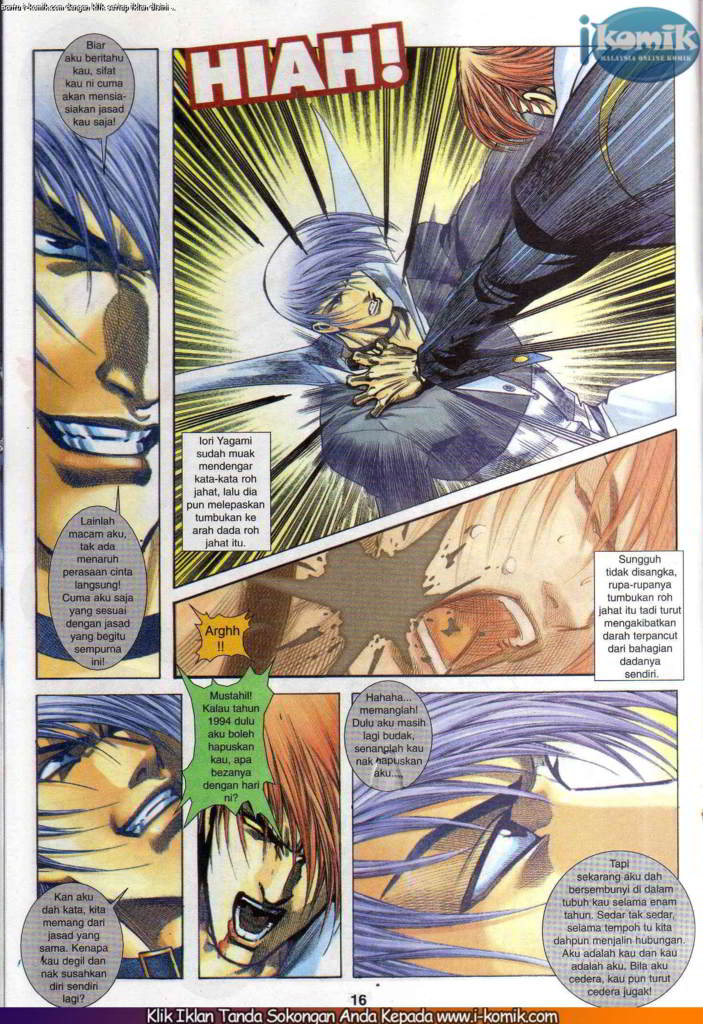 i komik
MALAYSIA ONLINE KOMIK
HIAH!
Biar
aku beritahu
kau, sifat
kau ni cuma
akan mensia-
siakan jasad
kau saja!
Lainlah
macam aku,
tak ada
menaruh
perasaan cinta
langsung!
Cuma aku saja
yang sesuai
dengan jasad
yang begitu
sempurna
ini!
Iori Yagami
sudah muak
mendengar
kata-kata roh
jahat, lalu dia
pun melepaskan
tumbukan ke
arah dada roh
jahat itu.
Sungguh
tidak disangka,
rupa-rupanya
tumbukan roh
jahat itu tadi turut
mengakibatkan
darah terpancut
dari bahagian
dadanya
sendiri.
Arghh
!!
Kan aku
dah kata, kita
memang dari
jasad yang
sama. Kenapa
kau degil dan
nak susahkan
diri sendiri
lagi?
Mustahil!
Kalau tahun
1994 dulu
aku boleh
hapuskan
kau, apa
bezanya
dengan hari
ni?
Hahaha...
memanglah!
Dulu aku masih
lagi budak,
senanglah kau
nak hapuskan
aku...
Tapi
sekarang aku dah
bersembunyi di dalam
tubuh kau selama enam
tahun. Sedar tak sedar,
selama tempoh tu kita
dahpun menjalin hubungan.
Aku adalah kau dan kau
adalah aku. Bila aku
cedera, kau pun turut
cedera jugak!
16
Klik Iklan Tanda Sokongan Anda Kepada www.i-komik.com